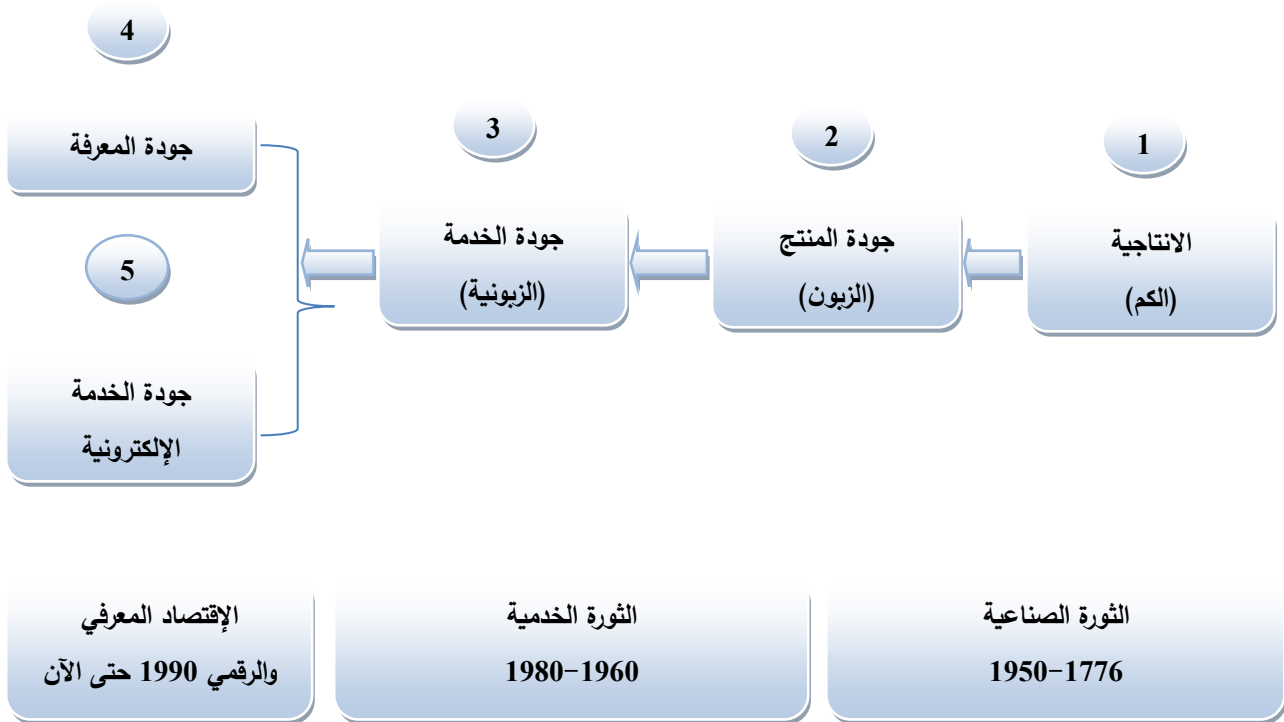 1
الانتاجية
(الكم)
2
جودة المنتج
(الزبون)
3
جودة الخدمة
(الزبونية)
4
جودة المعرفة
5
جودة الخدمة
الإلكترونية
الثورة الصناعية
1776-1950
الثورة الخدمية
1960-1980
الإقتصاد المعرفي
والرقمي 1990 حتى الآن